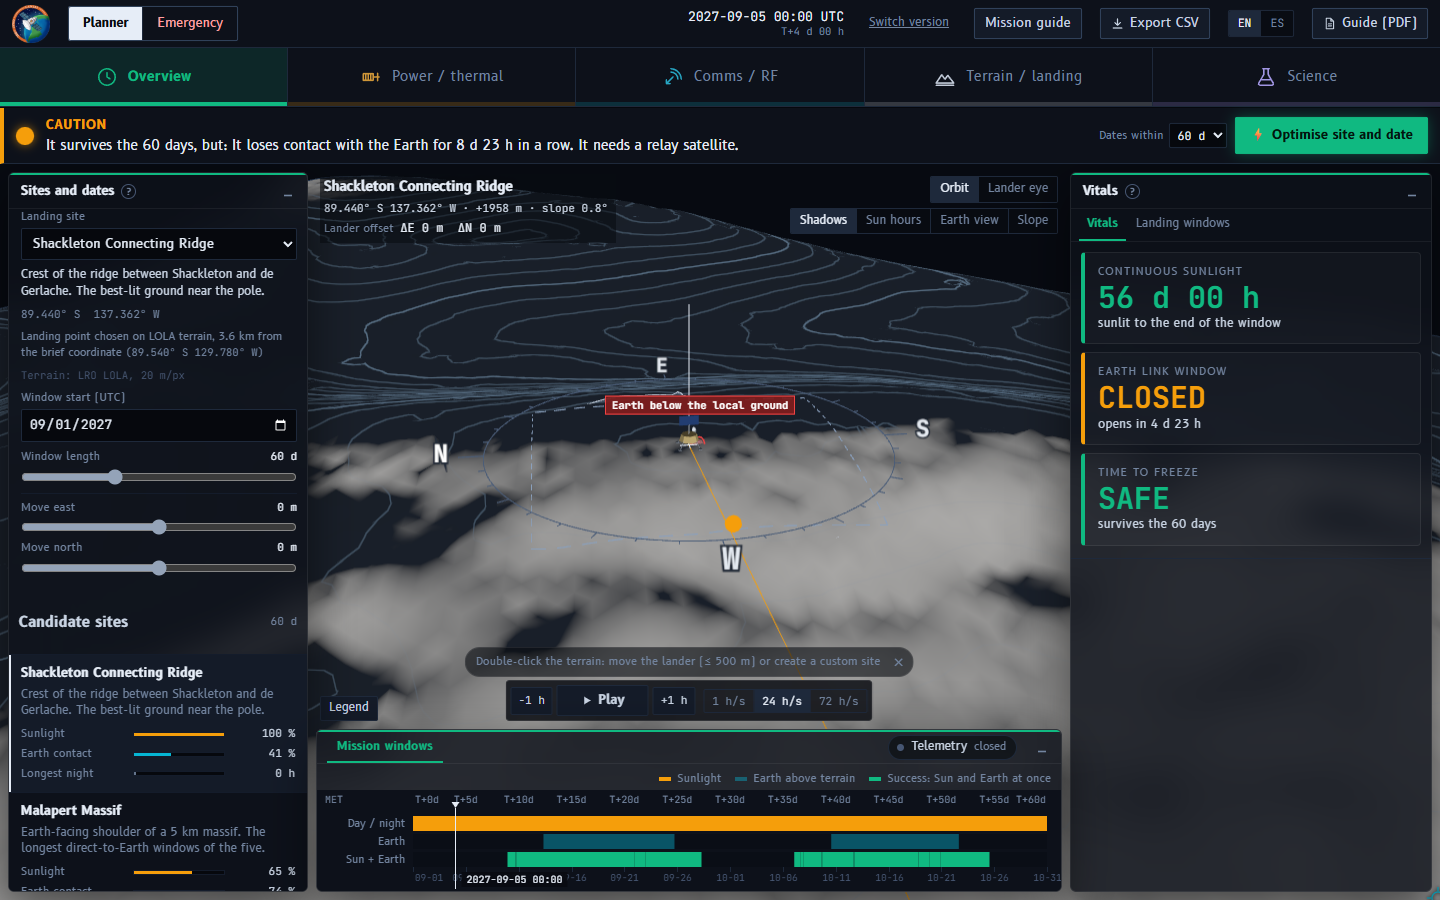 Planner
Emergency
2027-09-05 00:00 UTC
T+4 d 00 h
Switch version
Mission guide
Export CSV
EN
ES
Guide (PDF)
Overview
Power / thermal
Comms / RF
Terrain / landing
Science
CAUTION
It survives the 60 days, but: It loses contact with the Earth for 8 d 23 h in a row. It needs a relay satellite.
Dates within
60 d
Optimise site and date
Sites and dates ?
Landing site
Shackleton Connecting Ridge
Crest of the ridge between Shackleton and de
Gerlache. The best-lit ground near the pole.
89.440° S 137.362° W
Landing point chosen on LOLA terrain, 3.6 km from
the brief coordinate (89.540° S 129.780° W)
Terrain: LRO LOLA, 20 m/px
Window start (UTC)
09/01/2027
Window length 60 d
Move east 0 m
Move north 0 m
Candidate sites 60 d
Shackleton Connecting Ridge
Crest of the ridge between Shackleton and de
Gerlache. The best-lit ground near the pole.
Sunlight 100 %
Earth contact 41 %
Longest night 0 h
Malapert Massif
Earth-facing shoulder of a 5 km massif. The
longest direct-to-Earth windows of the five.
Sunlight 65 %
Earth contact 74 %
Shackleton Connecting Ridge
89.440° S 137.362° W · +1958 m · slope 0.8°
Lander offset ΔE 0 m ΔN 0 m
Orbit
Lander eye
Shadows
Sun hours
Earth view
Slope
E
Earth below the local ground
N
S
W
Double-click the terrain: move the lander (≤ 500 m) or create a custom site ×
Legend
-1 h
Play
+1 h
1 h/s
24 h/s
72 h/s
Mission windows
Telemetry closed
Sunlight
Earth above terrain
Success: Sun and Earth at once
MET T+0d T+5d T+10d T+15d T+20d T+25d T+30d T+35d T+40d T+45d T+50d T+55d T+60d
Day / night
Earth
Sun + Earth
09-01 2027-09-05 00:00 -16 09-21 09-26 10-01 10-06 10-11 10-16 10-21 10-26 10-31
Vitals ?
Vitals
Landing windows
CONTINUOUS SUNLIGHT
56 d 00 h
sunlit to the end of the window
EARTH LINK WINDOW
CLOSED
opens in 4 d 23 h
TIME TO FREEZE
SAFE
survives the 60 days